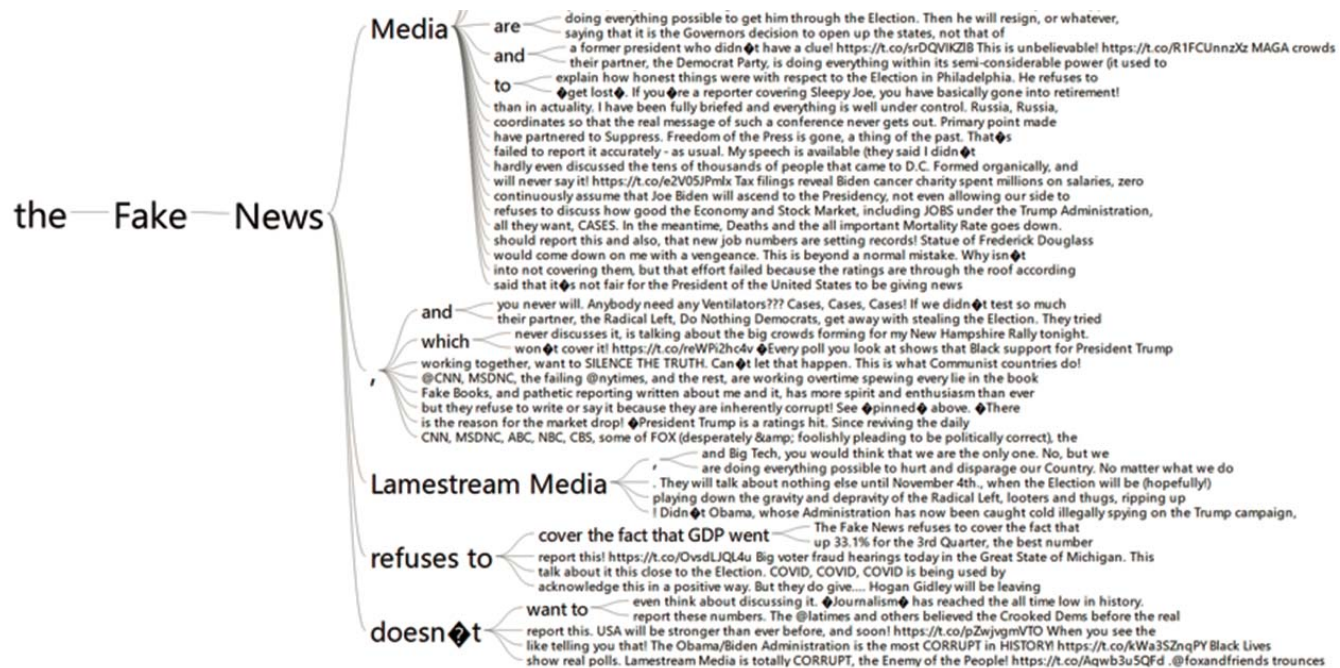 the Fake News
Media
are
doing everything possible to get him through the Election. Then he will resign, or whatever,
saying that it is the Governors decision to open up the states, not that of
and
a former president who didn�t have a clue! https://t.co/srDQVIKZIB This is unbelievable! https://t.co/R1FCUnnzXz MAGA crowds
their partner, the Democrat Party, is doing everything within its semi-considerable power (it used to
to
explain how honest things were with respect to the Election in Philadelphia. He refuses to
�get lost�. If you�re a reporter covering Sleepy Joe, you have basically gone into retirement!
than in actuality. I have been fully briefed and everything is well under control. Russia, Russia,
coordinates so that the real message of such a conference never gets out. Primary point made
have partnered to Suppress. Freedom of the Press is gone, a thing of the past. That�s
failed to report it accurately - as usual. My speech is available (they said I didn�t
hardly even discussed the tens of thousands of people that came to D.C. Formed organically, and
will never say it! https://t.co/e2V05JPmlx Tax filings reveal Biden cancer charity spent millions on salaries, zero
continuously assume that Joe Biden will ascend to the Presidency, not even allowing our side to
refuses to discuss how good the Economy and Stock Market, including JOBS under the Trump Administration,
all they want, CASES. In the meantime, Deaths and the all important Mortality Rate goes down.
should report this and also, that new job numbers are setting records! Statue of Frederick Douglass
would come down on me with a vengeance. This is beyond a normal mistake. Why isn�t
into not covering them, but that effort failed because the ratings are through the roof according
said that it�s not fair for the President of the United States to be giving news
,
and
you never will. Anybody need any Ventilators??? Cases, Cases, Cases! If we didn�t test so much
their partner, the Radical Left, Do Nothing Democrats, get away with stealing the Election. They tried
which
never discusses it, is talking about the big crowds forming for my New Hampshire Rally tonight.
won�t cover it! https://t.co/reWPi2hc4v �Every poll you look at shows that Black support for President Trump
working together, want to SILENCE THE TRUTH. Can�t let that happen. This is what Communist countries do!
@CNN, MSDNC, the failing @nytimes, and the rest, are working overtime spewing every lie in the book
Fake Books, and pathetic reporting written about me and it, has more spirit and enthusiasm than ever
but they refuse to write or say it because they are inherently corrupt! See �pinned� above. �There
is the reason for the market drop! �President Trump is a ratings hit. Since reviving the daily
CNN, MSDNC, ABC, NBC, CBS, some of FOX (desperately &amp; foolishly pleading to be politically correct), the
Lamestream Media
,
and Big Tech, you would think that we are the only one. No, but we
are doing everything possible to hurt and disparage our Country. No matter what we do
. They will talk about nothing else until November 4th., when the Election will be (hopefully!)
playing down the gravity and depravity of the Radical Left, looters and thugs, ripping up
! Didn�t Obama, whose Administration has now been caught cold illegally spying on the Trump campaign,
refuses to
cover the fact that GDP went
The Fake News refuses to cover the fact that
up 33.1% for the 3rd Quarter, the best number
report this! https://t.co/OvsdLJQL4u Big voter fraud hearings today in the Great State of Michigan. This
talk about it this close to the Election. COVID, COVID, COVID is being used by
acknowledge this in a positive way. But they do give.... Hogan Gidley will be leaving
doesn�t
want to
even think about discussing it. �Journalism� has reached the all time low in history.
report these numbers. The @latimes and others believed the Crooked Dems before the real
report this. USA will be stronger than ever before, and soon! https://t.co/pZwjvgmVTO When you see the
like telling you that! The Obama/Biden Administration is the most CORRUPT in HISTORY! https://t.co/kWa3SZnqPY Black Lives
show real polls. Lamestream Media is totally CORRUPT, the Enemy of the People! https://t.co/Aqwb3u5QFd .@foxandfriends trounces